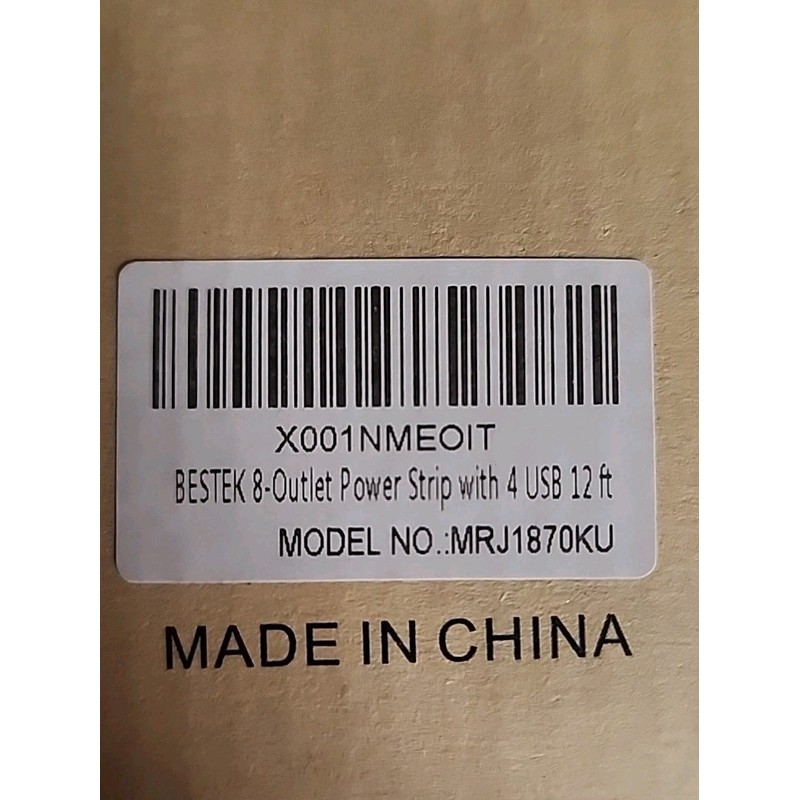 X001NMEOIT
BESTEK 8-Outlet Power Strip with 4 USB 12 ft
MODEL NO.:MRJ1870KU
MADE IN CHINA